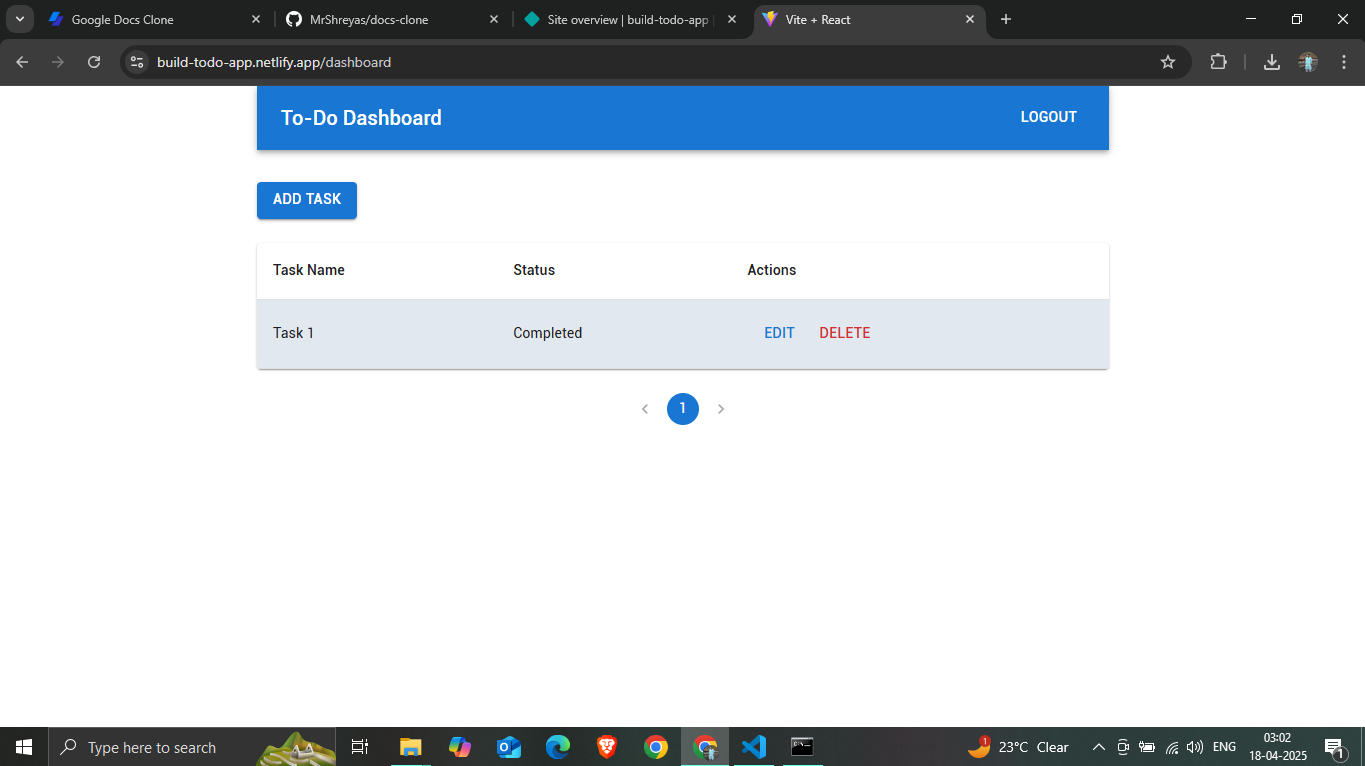 Google Docs Clone
MrShreyas/docs-clone
Site overview | build-todo-app
Vite + React
build-todo-app.netlify.app/dashboard
To-Do Dashboard
LOGOUT
ADD TASK
Task Name Status Actions
Task 1 Completed EDIT DELETE
1
Type here to search
1
23°C Clear
ENG
03:02
18-04-2025
1